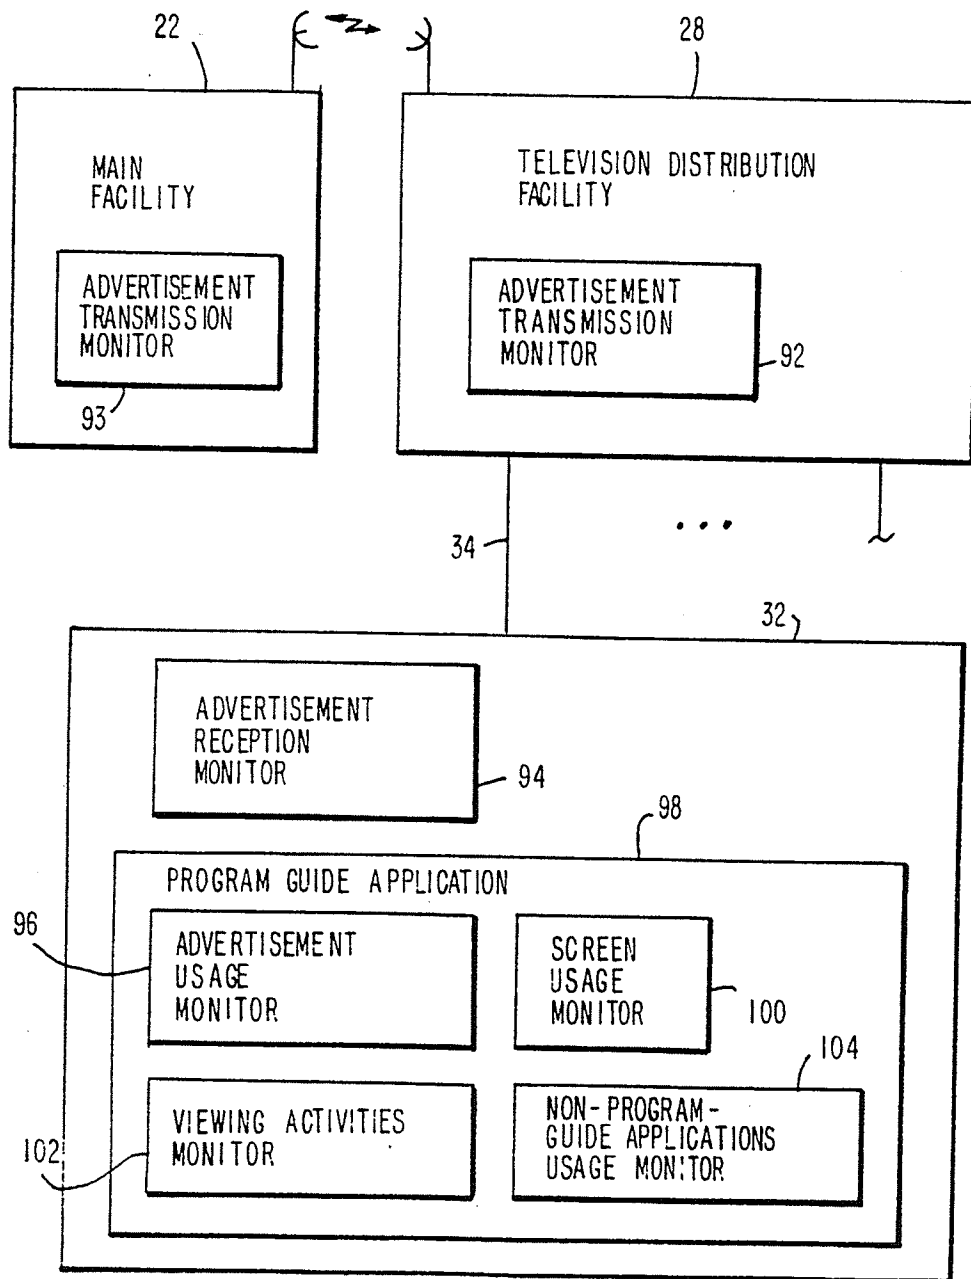 22
28
MAIN
FACILITY
TELEVISION DISTRIBUTION
FACILITY
ADVERTISEMENT
TRANSMISSION
MONITOR
93
ADVERTISEMENT
TRANSMISSION
MONITOR
92
34
...
32
ADVERTISEMENT
RECEPTION
MONITOR
94
98
PROGRAM GUIDE APPLICATION
96
ADVERTISEMENT
USAGE
MONITOR
SCREEN
USAGE
MONITOR
100
104
VIEWING ACTIVITIES
MONITOR
102
NON-PROGRAM-
GUIDE APPLICATIONS
USAGE MONITOR